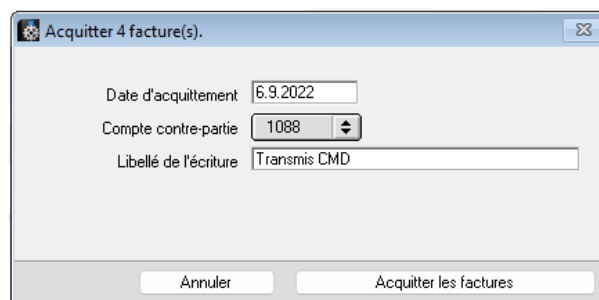 Acquitter 4 facture(s).
Date d'acquittement 6.9.2022
Compte contre-partie 1088
Libellé de l'écriture Transmis CMD
Annuler Acquitter les factures